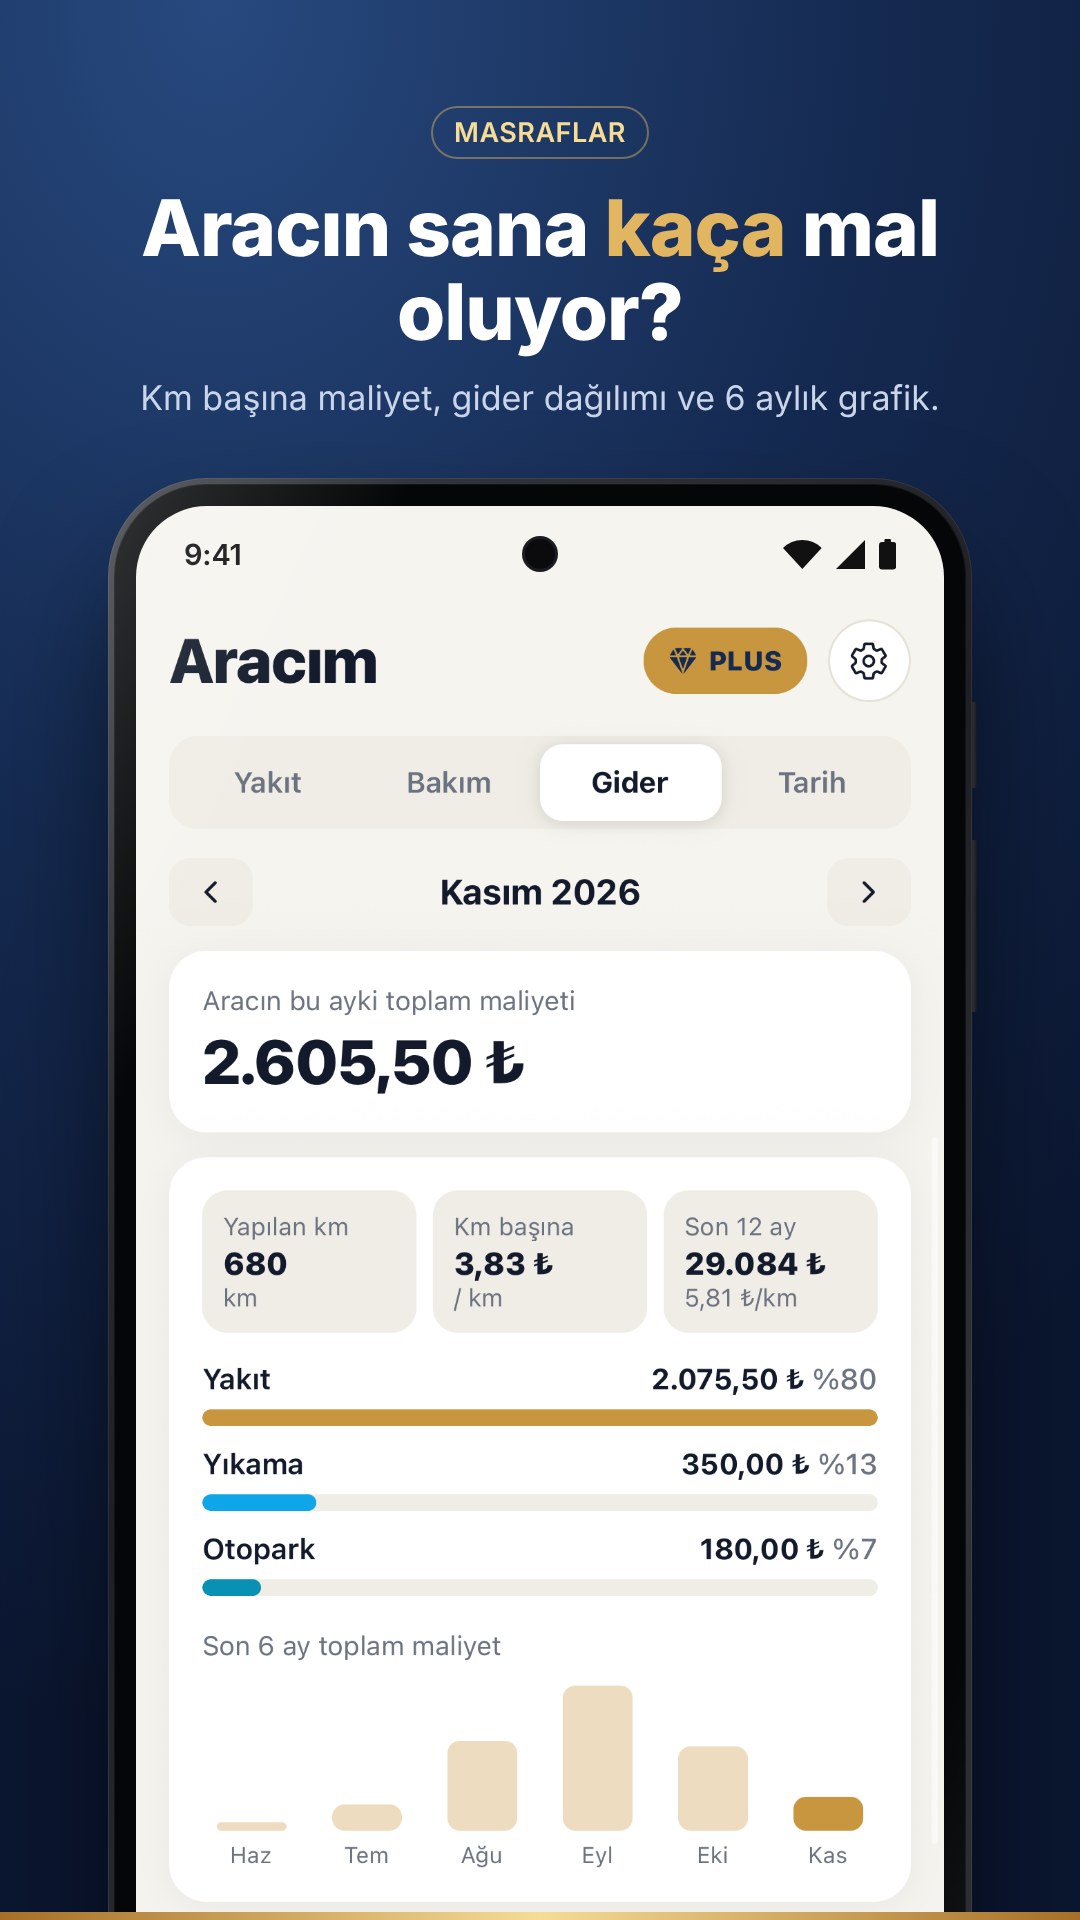 MASRAFLAR
Aracın sana kaça mal
oluyor?
Km başına maliyet, gider dağılımı ve 6 aylık grafik.
9:41
Aracım
PLUS
Yakıt Bakım Gider Tarih
Kasım 2026
Aracın bu ayki toplam maliyeti
2.605,50 ₺
Yapılan km Km başına Son 12 ay
680 3,83 ₺ 29.084 ₺
km / km 5,81 ₺/km
Yakıt 2.075,50 ₺ %80
Yıkama 350,00 ₺ %13
Otopark 180,00 ₺ %7
Son 6 ay toplam maliyet
Haz Tem Ağu Eyl Eki Kas